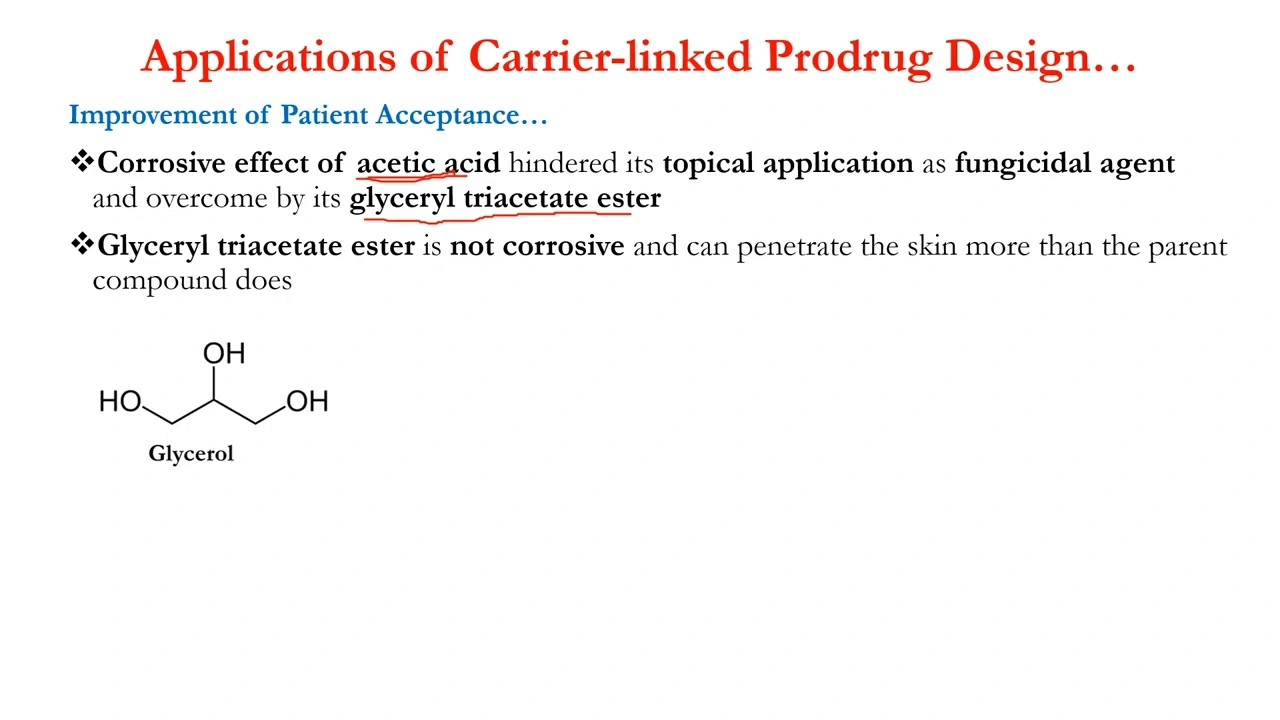 Applications of Carrier-linked Prodrug Design…
Improvement of Patient Acceptance…
❖Corrosive effect of acetic acid hindered its topical application as fungicidal agent
and overcome by its glyceryl triacetate ester
❖Glyceryl triacetate ester is not corrosive and can penetrate the skin more than the parent
compound does
OH
HO OH
Glycerol